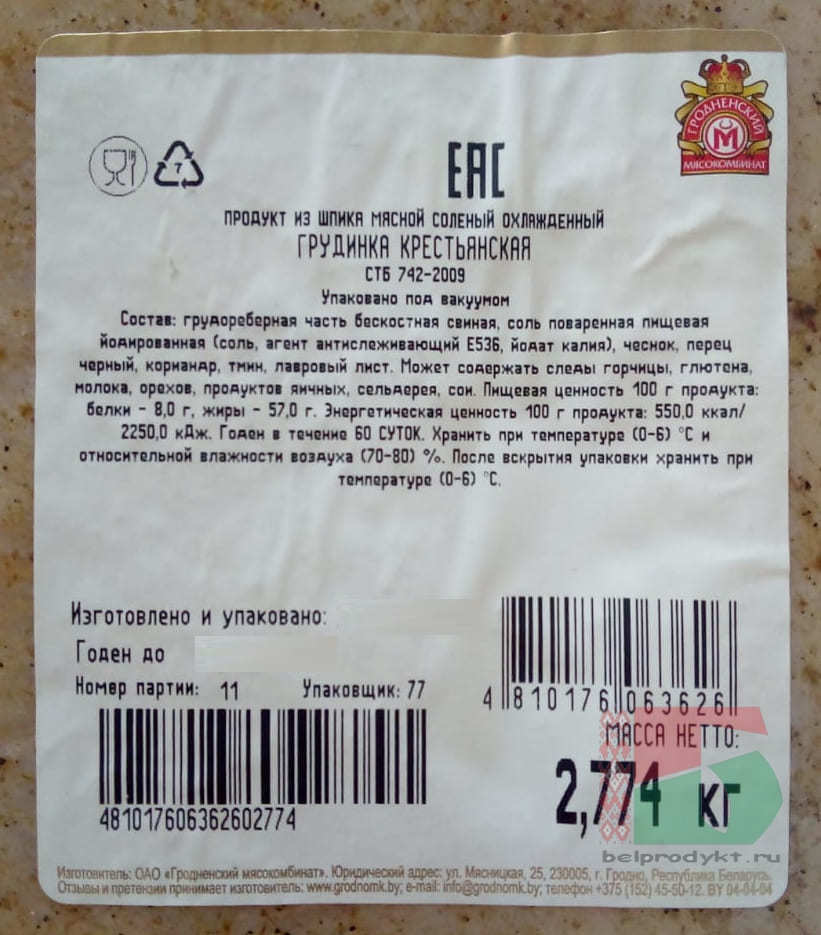 ГРОДНЕНСКИЙ
М
МЯСОКОМБИНАТ
7
EAC
ПРОДУКТ ИЗ ШПИКА МЯСНОЙ СОЛЕНЫЙ ОХЛАЖДЕННЫЙ
ГРУДИНКА КРЕСТЬЯНСКАЯ
СТБ 742-2009
Упаковано под вакуумом
Состав: грудореберная часть бескостная свиная, соль поваренная пищевая
йодированная (соль, агент антислеживающий Е536, йодат калия), чеснок, перец
черный, кориандр, тмин, лавровый лист. Может содержать следы горчицы, глютена,
молока, орехов, продуктов яичных, сельдерея, сои. Пищевая ценность 100 г продукта:
белки - 8,0 г, жиры - 57,0 г. Энергетическая ценность 100 г продукта: 550,0 ккал/
2250,0 кДж. Годен в течение 60 СУТОК. Хранить при температуре (0-6) °С и
относительной влажности воздуха (70-80) %. После вскрытия упаковки хранить при
температуре (0-6) °С.
Изготовлено и упаковано:
Годен до
Номер партии: 11 Упаковщик: 77
4 810176 063626
МАССА НЕТТО:
2,774 кг
481017606362602774
belprodykt.ru
Изготовитель: ОАО «Гродненский мясокомбинат». Юридический адрес: ул. Мясницкая, 25, 230005, г. Гродно, Республика Беларусь.
Отзывы и претензии принимает изготовитель: www.grodnomk.by; e-mail: info@grodnomk.by; телефон +375 (152) 45-50-12. BY 04-04-04